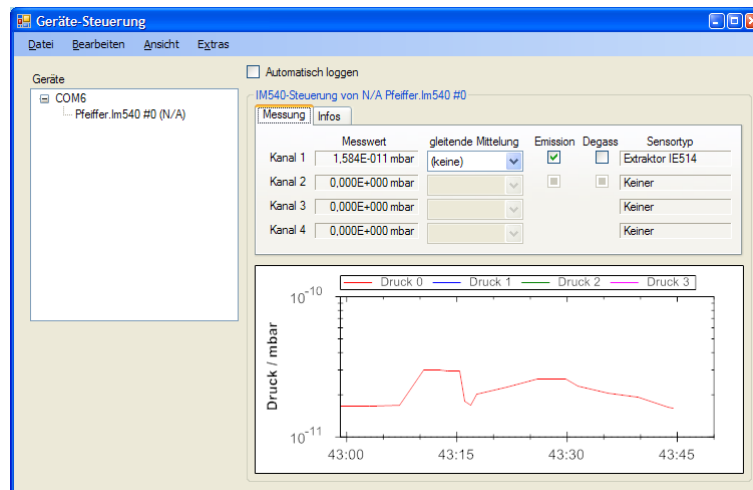 Geräte-Steuerung
Datei Bearbeiten Ansicht Extras
Geräte
COM6
Pfeiffer.Im540 #0 (N/A)
Automatisch loggen
IM540-Steuerung von N/A Pfeiffer.Im540 #0
Messung Infos
Messwert gleitende Mittelung Emission Degass Sensortyp
Kanal 1 1,584E-011 mbar (keine) Extraktor IE514
Kanal 2 0,000E+000 mbar Keiner
Kanal 3 0,000E+000 mbar Keiner
Kanal 4 0,000E+000 mbar Keiner
Druck 0 Druck 1 Druck 2 Druck 3
10⁻¹⁰
Druck / mbar
10⁻¹¹
43:00 43:15 43:30 43:45